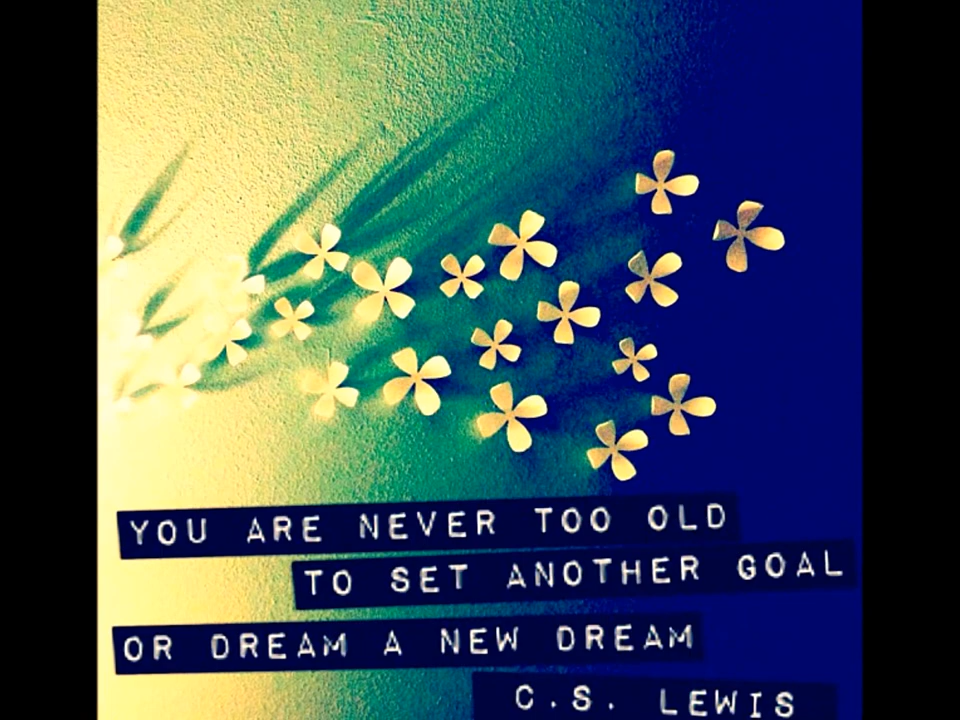 YOU ARE NEVER TOO OLD
TO SET ANOTHER GOAL
OR DREAM A NEW DREAM
C.S. LEWIS